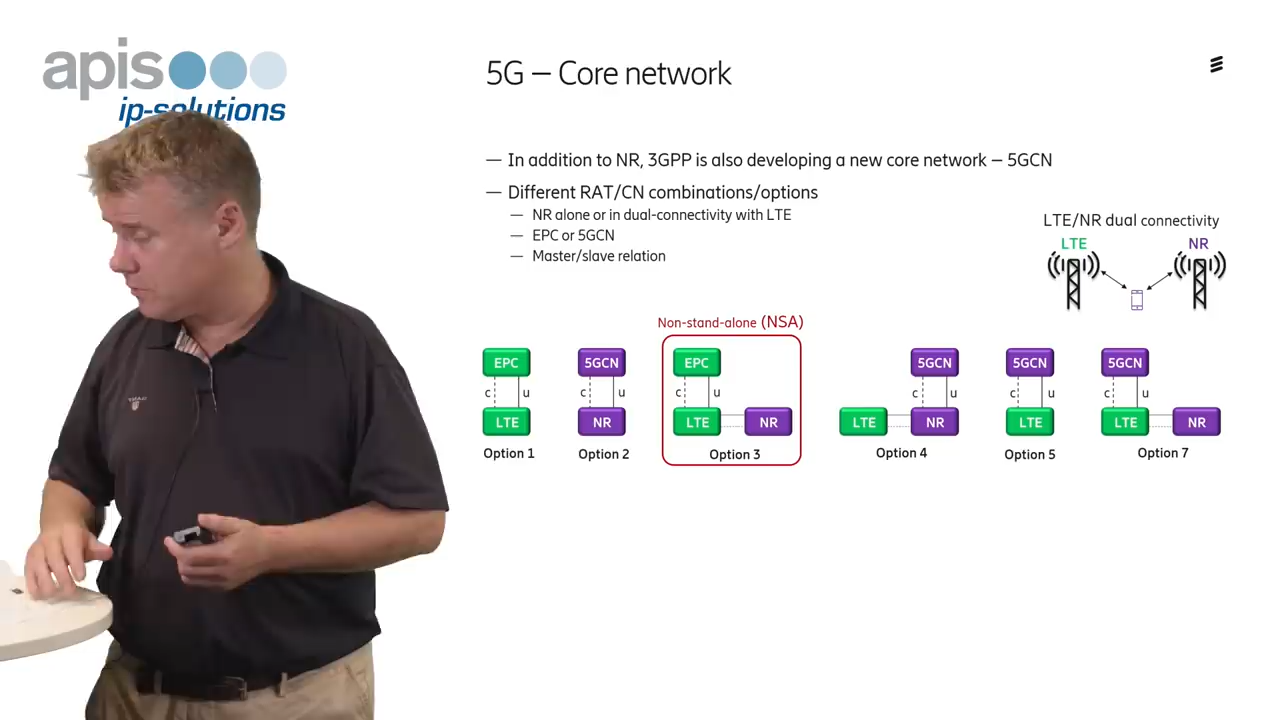 apis
ip-solutions
5G – Core network
— In addition to NR, 3GPP is also developing a new core network – 5GCN
— Different RAT/CN combinations/options
— NR alone or in dual-connectivity with LTE
— EPC or 5GCN
— Master/slave relation
LTE/NR dual connectivity
LTE NR
Non-stand-alone (NSA)
EPC 5GCN EPC 5GCN 5GCN 5GCN
c u c u c u c u c u c u
LTE NR LTE NR LTE NR LTE LTE NR
Option 1 Option 2 Option 3 Option 4 Option 5 Option 7